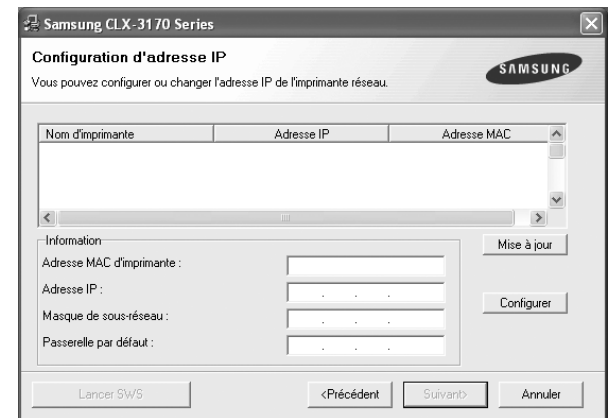 Samsung CLX-3170 Series
Configuration d'adresse IP
Vous pouvez configurer ou changer l'adresse IP de l'imprimante réseau.
SAMSUNG
Nom d'imprimante Adresse IP Adresse MAC
Information
Mise à jour
Adresse MAC d'imprimante :
Adresse IP :
Configurer
Masque de sous-réseau :
Passerelle par défaut :
Lancer SWS <Précédent Suivant> Annuler